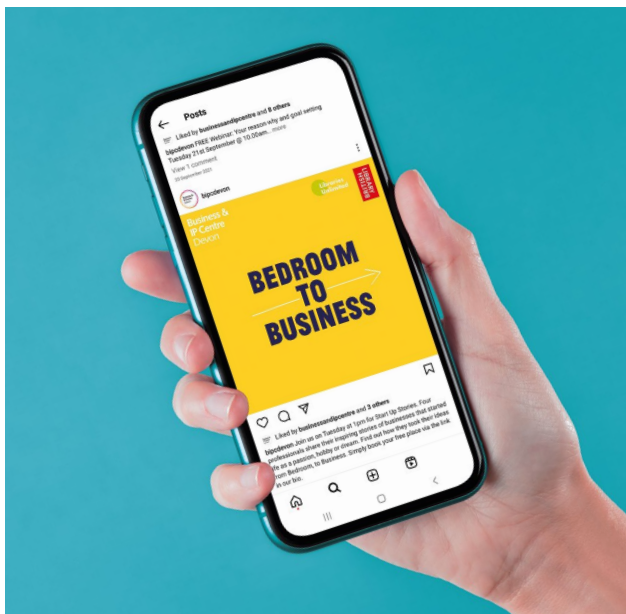 Posts
Liked by businessandipcentre and 8 others
bipcdevon FREE Webinar: Your reason why and goal setting
Tuesday 21st September @ 10.00am... more
View 1 comment
20 September 2021
bipcdevon
Business &
IP Centre
Devon
Libraries
Unlimited
LIBRARY
BRITISH
BEDROOM
TO
BUSINESS
Liked by businessandipcentre and 3 others
bipcdevon Join us on Tuesday at 1pm for Start Up Stories. Four
professionals share their inspiring stories of businesses that started
life as a passion, hobby or dream. Find out how they took their ideas
from Bedroom, to Business. Simply book your free place via the link
in our bio.